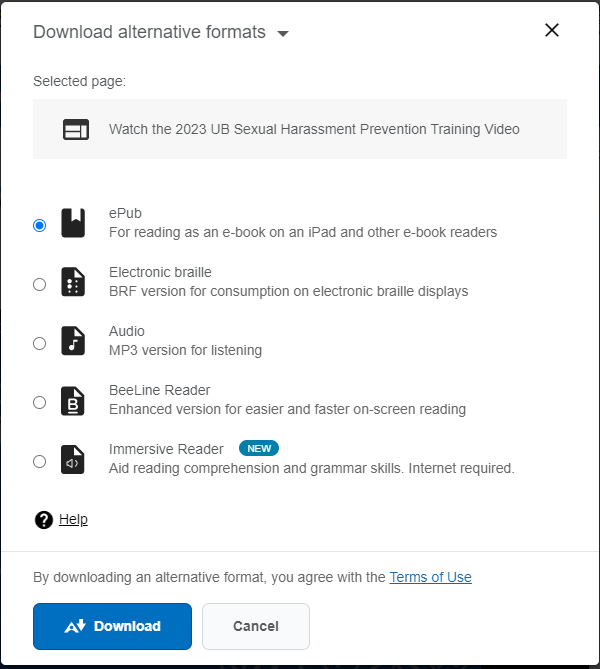 Download alternative formats
Selected page:
Watch the 2023 UB Sexual Harassment Prevention Training Video
ePub
For reading as an e-book on an iPad and other e-book readers
Electronic braille
BRF version for consumption on electronic braille displays
Audio
MP3 version for listening
B
BeeLine Reader
Enhanced version for easier and faster on-screen reading
Immersive Reader NEW
Aid reading comprehension and grammar skills. Internet required.
? Help
By downloading an alternative format, you agree with the Terms of Use
Download Cancel